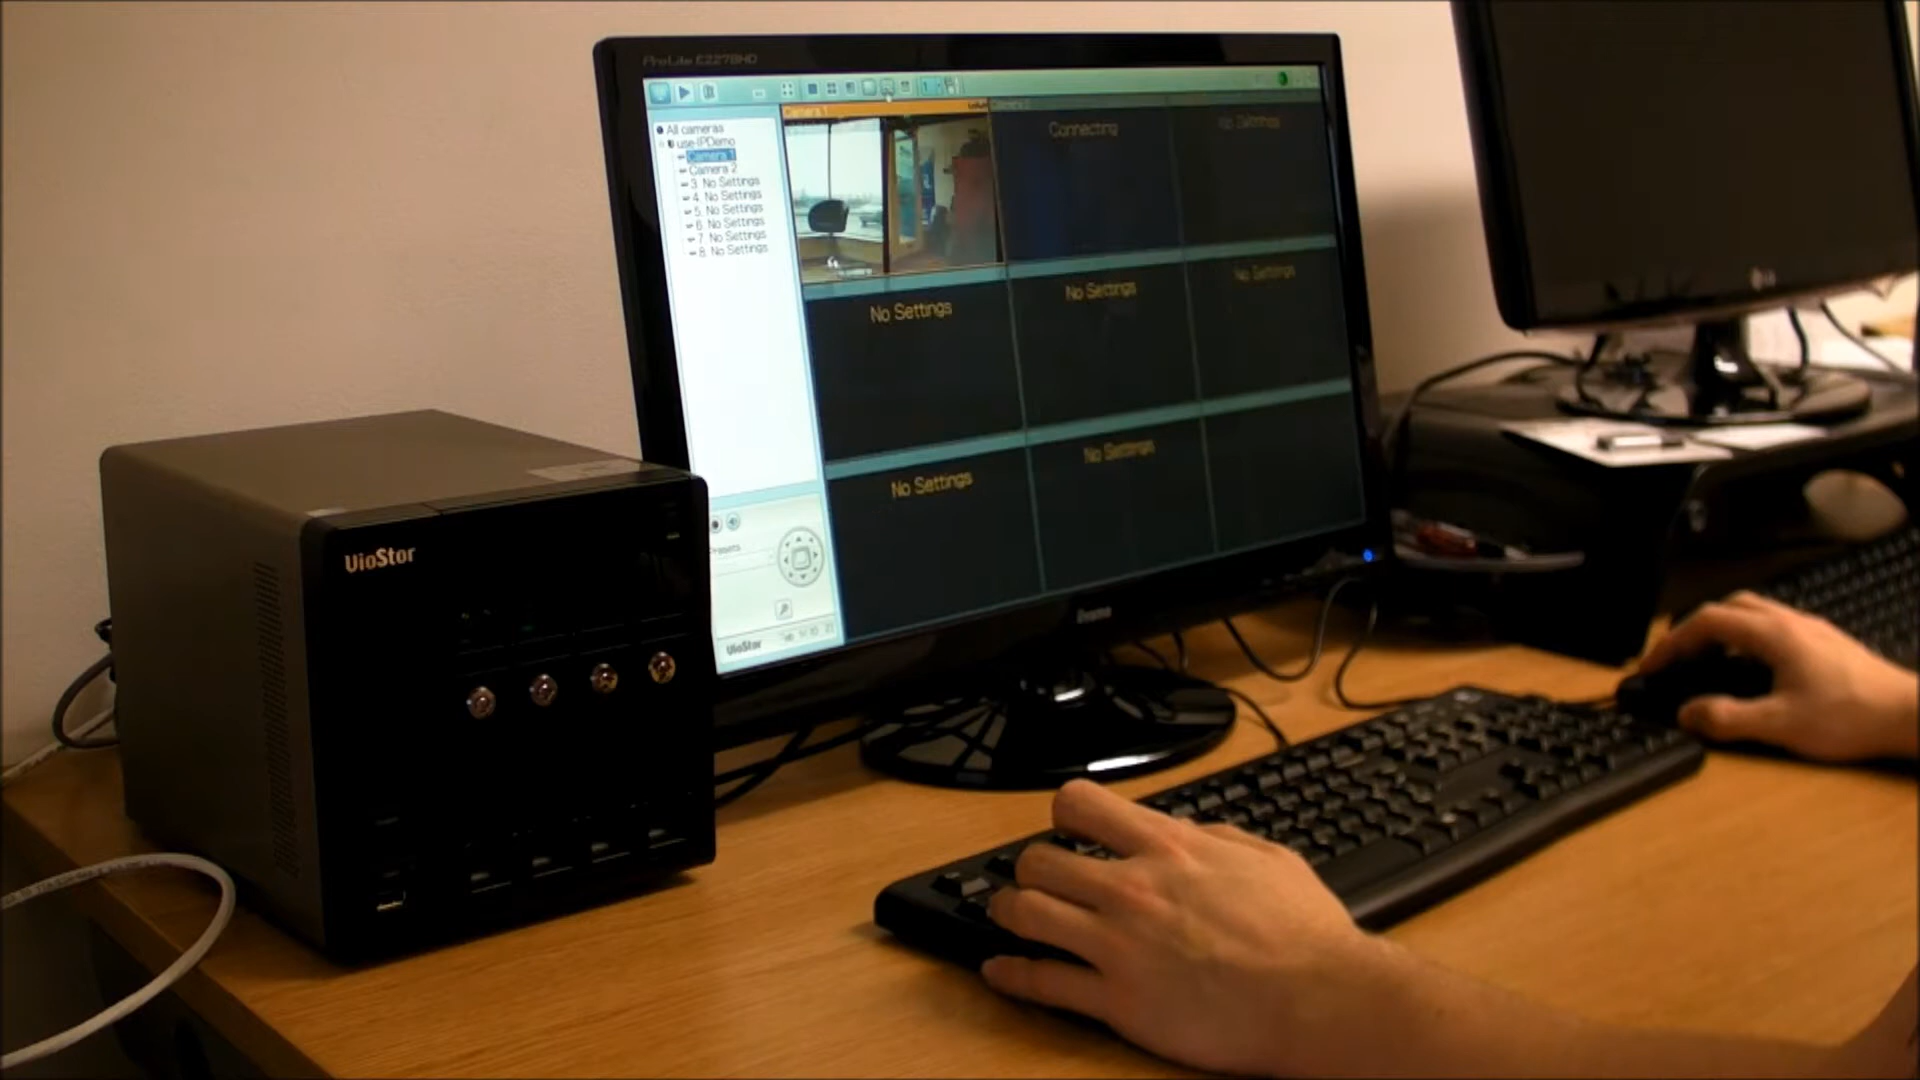 ProLite E2278HD
Camera 1
All cameras
Connecting
No Settings
Camera 1
Camera 2
3. No Settings
4. No Settings
5. No Settings
6. No Settings
7. No Settings
8. No Settings
No Settings
No Settings
No Settings
No Settings
No Settings
VioStor
Presets
VioStor
iiyama
LG